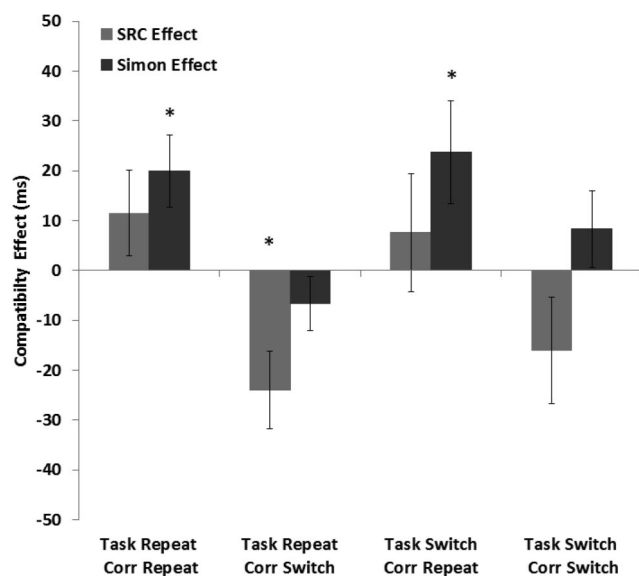 50
SRC Effect
40
Simon Effect
*
*
30
20
10
*
0
-10
-20
-30
-40
-50
Compatibilty Effect (ms)
Task Repeat Task Repeat Task Switch Task Switch
Corr Repeat Corr Switch Corr Repeat Corr Switch